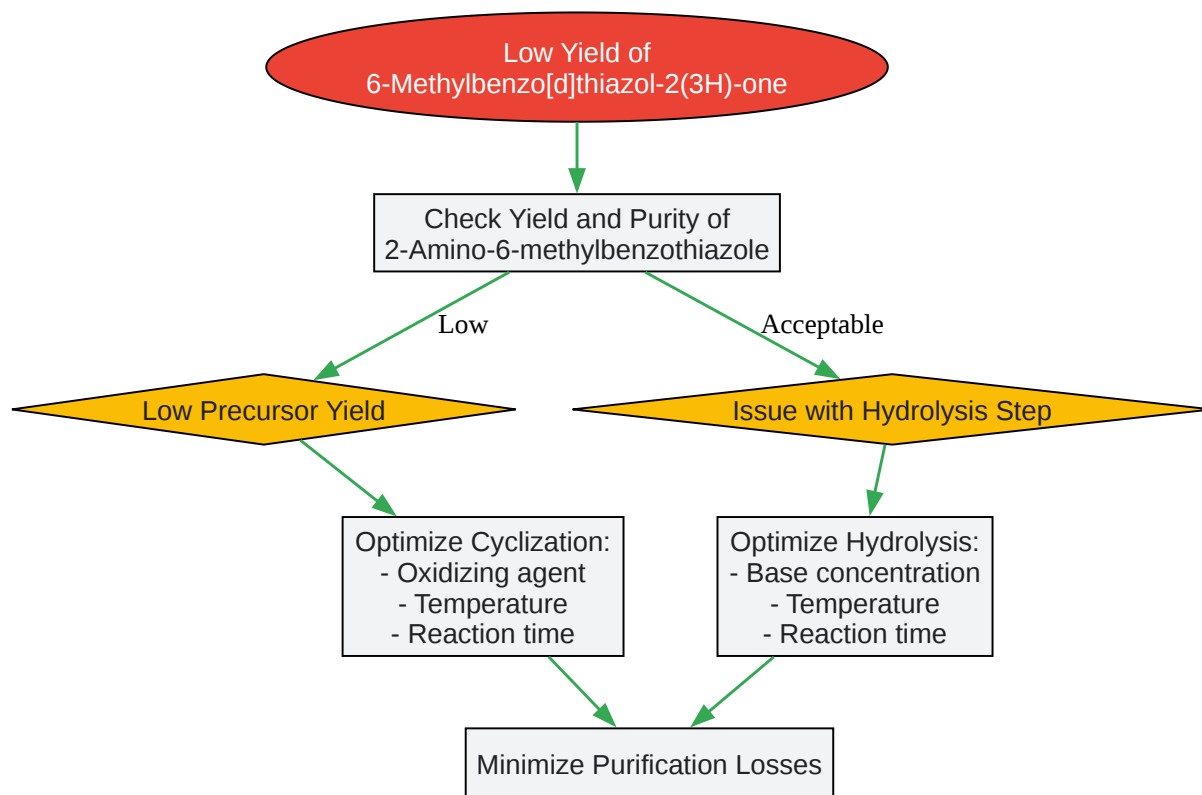 Low Yield of
6-Methylbenzo[d]thiazol-2(3H)-one
Check Yield and Purity of
2-Amino-6-methylbenzothiazole
Low
Acceptable
Low Precursor Yield
Issue with Hydrolysis Step
Optimize Cyclization:
- Oxidizing agent
- Temperature
- Reaction time
Optimize Hydrolysis:
- Base concentration
- Temperature
- Reaction time
Minimize Purification Losses